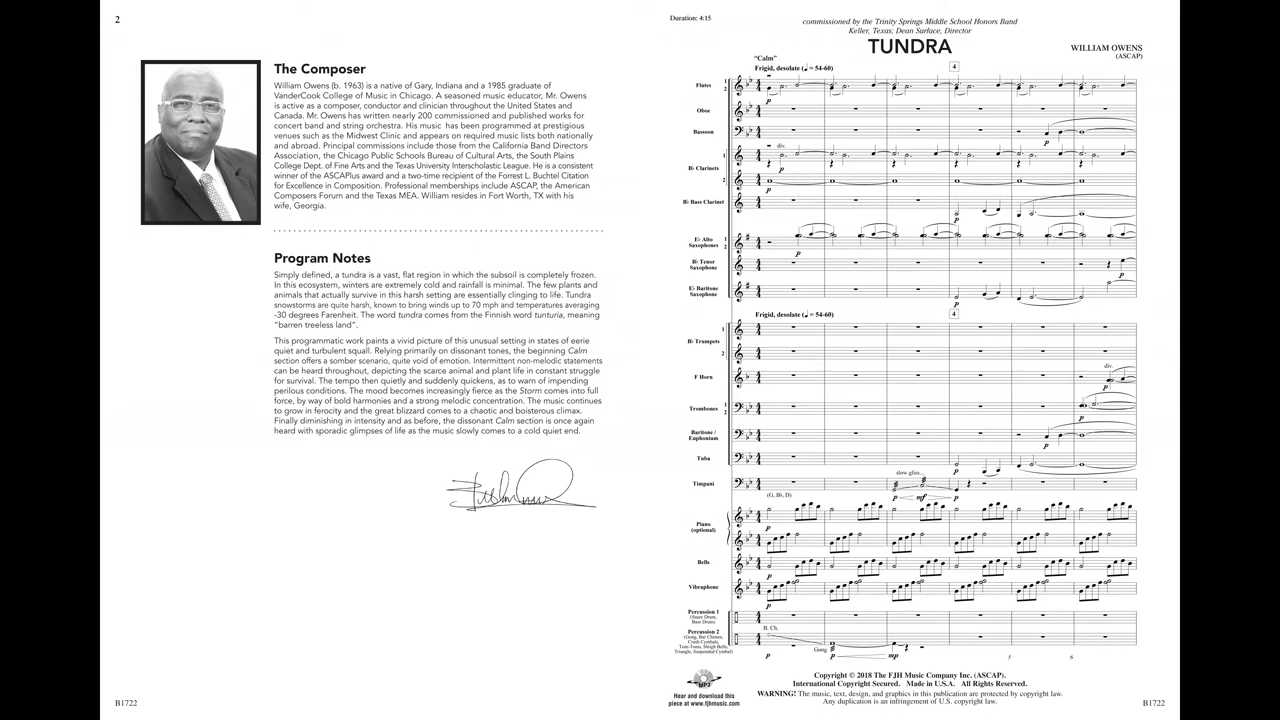 2
The Composer
William Owens (b. 1963) is a native of Gary, Indiana and a 1985 graduate of
VanderCook College of Music in Chicago. A seasoned music educator, Mr. Owens
is active as a composer, conductor and clinician throughout the United States and
Canada. Mr. Owens has written nearly 200 commissioned and published works for
concert band and string orchestra. His music has been programmed at prestigious
venues such as the Midwest Clinic and appears on required music lists both nationally
and abroad. Principal commissions include those from the California Band Directors
Association, the Chicago Public Schools Bureau of Cultural Arts, the South Plains
College Dept. of Fine Arts and the Texas University Interscholastic League. He is a consistent
winner of the ASCAPlus award and a two-time recipient of the Forrest L. Buchtel Citation
for Excellence in Composition. Professional memberships include ASCAP, the American
Composers Forum and the Texas MEA. William resides in Fort Worth, TX with his
wife, Georgia.
Program Notes
Simply defined, a tundra is a vast, flat region in which the subsoil is completely frozen.
In this ecosystem, winters are extremely cold and rainfall is minimal. The few plants and
animals that actually survive in this harsh setting are essentially clinging to life. Tundra
snowstorms are quite harsh, known to bring winds up to 70 mph and temperatures averaging
-30 degrees Farenheit. The word tundra comes from the Finnish word tunturia, meaning
“barren treeless land”.
This programmatic work paints a vivid picture of this unusual setting in states of eerie
quiet and turbulent squall. Relying primarily on dissonant tones, the beginning Calm
section offers a somber scenario, quite void of emotion. Intermittent non-melodic statements
can be heard throughout, depicting the scarce animal and plant life in constant struggle
for survival. The tempo then quietly and suddenly quickens, as to warn of impending
perilous conditions. The mood becomes increasingly fierce as the Storm comes into full
force, by way of bold harmonies and a strong melodic concentration. The music continues
to grow in ferocity and the great blizzard comes to a chaotic and boisterous climax.
Finally diminishing in intensity and as before, the dissonant Calm section is once again
heard with sporadic glimpses of life as the music slowly comes to a cold quiet end.
B1722
Duration: 4:15
commissioned by the Trinity Springs Middle School Honors Band
Keller, Texas; Dean Surface, Director
TUNDRA
WILLIAM OWENS
(ASCAP)
“Calm”
Frigid, desolate (♩ = 54-60)
4
Flutes 1 2
p
Oboe
Bassoon
p
div.
B♭ Clarinets 1
p
2
p
B♭ Bass Clarinet
p
E♭ Alto Saxophones 1 2
p
B♭ Tenor Saxophone
p
E♭ Baritone Saxophone
p
Frigid, desolate (♩ = 54-60)
4
B♭ Trumpets 1
2
div.
F Horn
p
Trombones 1 2
p
Baritone / Euphonium
p
Tuba
p
slow gliss...
Timpani
(G, B♭, D)
p mf p
Piano (optional)
p
Bells
p
Vibraphone
p
Percussion 1
(Snare Drum,
Bass Drum)
B. Ch.
Percussion 2
(Gong, Bar Chimes,
Crash Cymbals,
Tom-Toms, Sleigh Bells,
Triangle, Suspended Cymbal)
Gong
p p mp
5 6
MP3
Hear and download this
piece at www.fjhmusic.com
Copyright © 2018 The FJH Music Company Inc. (ASCAP).
International Copyright Secured. Made in U.S.A. All Rights Reserved.
WARNING! The music, text, design, and graphics in this publication are protected by copyright law.
Any duplication is an infringement of U.S. copyright law.
B1722